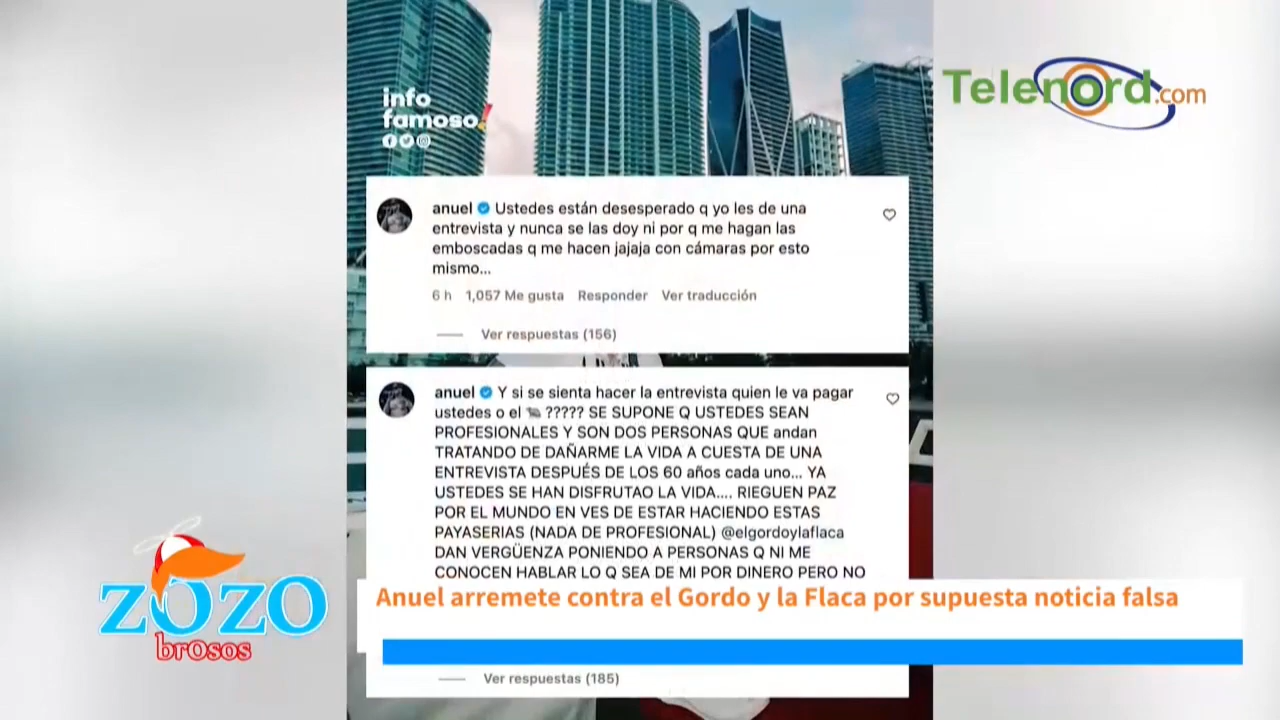 info
famoso!
Telenord.com
anuel Ustedes están desesperado q yo les de una
entrevista y nunca se las doy ni por q me hagan las
emboscadas q me hacen jajaja con cámaras por esto
mismo...
6 h 1,057 Me gusta Responder Ver traducción
Ver respuestas (156)
anuel Y si se sienta hacer la entrevista quien le va pagar
ustedes o el 🐀 ????? SE SUPONE Q USTEDES SEAN
PROFESIONALES Y SON DOS PERSONAS QUE andan
TRATANDO DE DAÑARME LA VIDA A CUESTA DE UNA
ENTREVISTA DESPUÉS DE LOS 60 años cada uno... YA
USTEDES SE HAN DISFRUTAO LA VIDA.... RIEGUEN PAZ
POR EL MUNDO EN VES DE ESTAR HACIENDO ESTAS
PAYASERIAS (NADA DE PROFESIONAL) @elgordoylaflaca
DAN VERGÜENZA PONIENDO A PERSONAS Q NI ME
CONOCEN HABLAR LO Q SEA DE MI POR DINERO PERO NO
Anuel arremete contra el Gordo y la Flaca por supuesta noticia falsa
Ver respuestas (185)
zOzO
brOsos